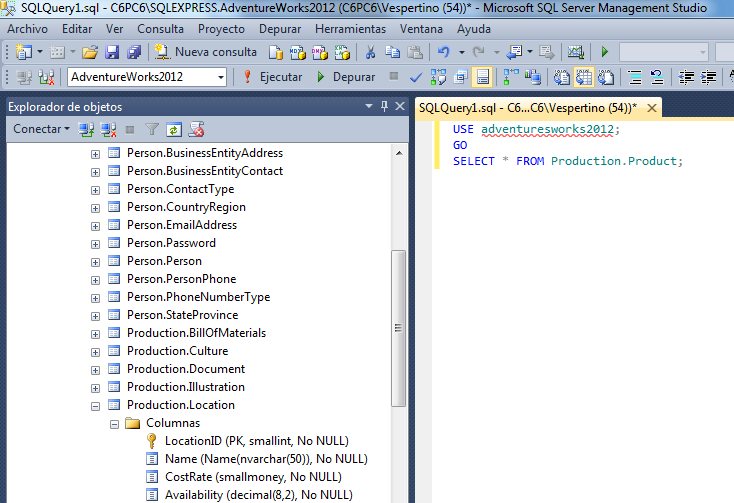 SQLQuery1.sql - C6PC6\SQLEXPRESS.AdventureWorks2012 (C6PC6\Vespertino (54))* - Microsoft SQL Server Management Studio
Archivo Editar Ver Consulta Proyecto Depurar Herramientas Ventana Ayuda
Nueva consulta
AdventureWorks2012 Ejecutar Depurar
Explorador de objetos
Conectar
Person.BusinessEntityAddress
Person.BusinessEntityContact
Person.ContactType
Person.CountryRegion
Person.EmailAddress
Person.Password
Person.Person
Person.PersonPhone
Person.PhoneNumberType
Person.StateProvince
Production.BillOfMaterials
Production.Culture
Production.Document
Production.Illustration
Production.Location
Columnas
LocationID (PK, smallint, No NULL)
Name (Name(nvarchar(50)), No NULL)
CostRate (smallmoney, No NULL)
Availability (decimal(8,2), No NULL)
SQLQuery1.sql - C6...C6\Vespertino (54))*
USE adventuresworks2012;
GO
SELECT * FROM Production.Product;